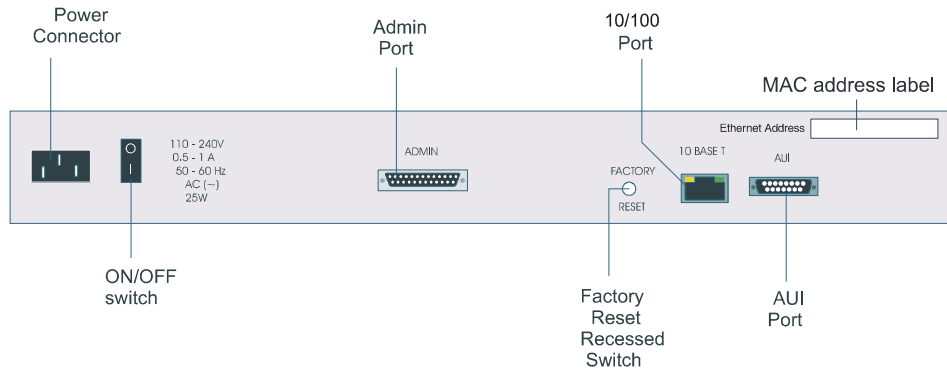 Power
Connector
Admin
Port
10/100
Port
MAC address label
Ethernet Address
110 - 240V
0.5 - 1 A
50 - 60 Hz
AC (~)
25W
ADMIN
FACTORY
RESET
10 BASE T
AUI
ON/OFF
switch
Factory
Reset
Recessed
Switch
AUI
Port